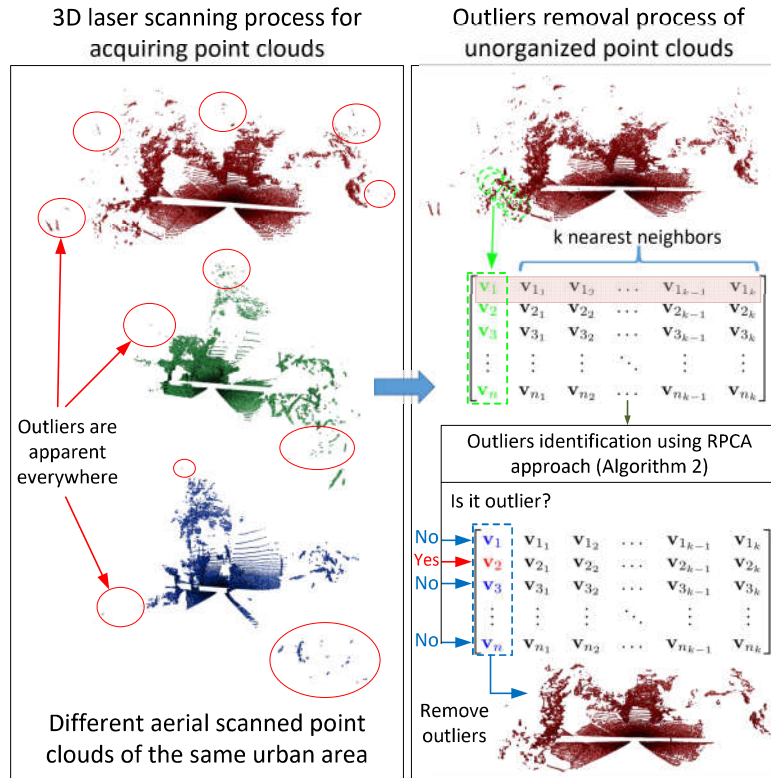 3D laser scanning process for
acquiring point clouds
Outliers are
apparent
everywhere
Different aerial scanned point
clouds of the same urban area
Outliers removal process of
unorganized point clouds
k nearest neighbors
v₁ v₁₁ v₁₂ … v₁ₖ₋₁ v₁ₖ
v₂ v₂₁ v₂₂ … v₂ₖ₋₁ v₂ₖ
v₃ v₃₁ v₃₂ … v₃ₖ₋₁ v₃ₖ
⋮ ⋮ ⋮ ⋱ ⋮ ⋮
vₙ vₙ₁ vₙ₂ … vₙₖ₋₁ vₙₖ
Outliers identification using RPCA
approach (Algorithm 2)
Is it outlier?
No v₁ v₁₁ v₁₂ … v₁ₖ₋₁ v₁ₖ
Yes v₂ v₂₁ v₂₂ … v₂ₖ₋₁ v₂ₖ
No v₃ v₃₁ v₃₂ … v₃ₖ₋₁ v₃ₖ
⋮ ⋮ ⋮ ⋱ ⋮ ⋮
No vₙ vₙ₁ vₙ₂ … vₙₖ₋₁ vₙₖ
Remove
outliers